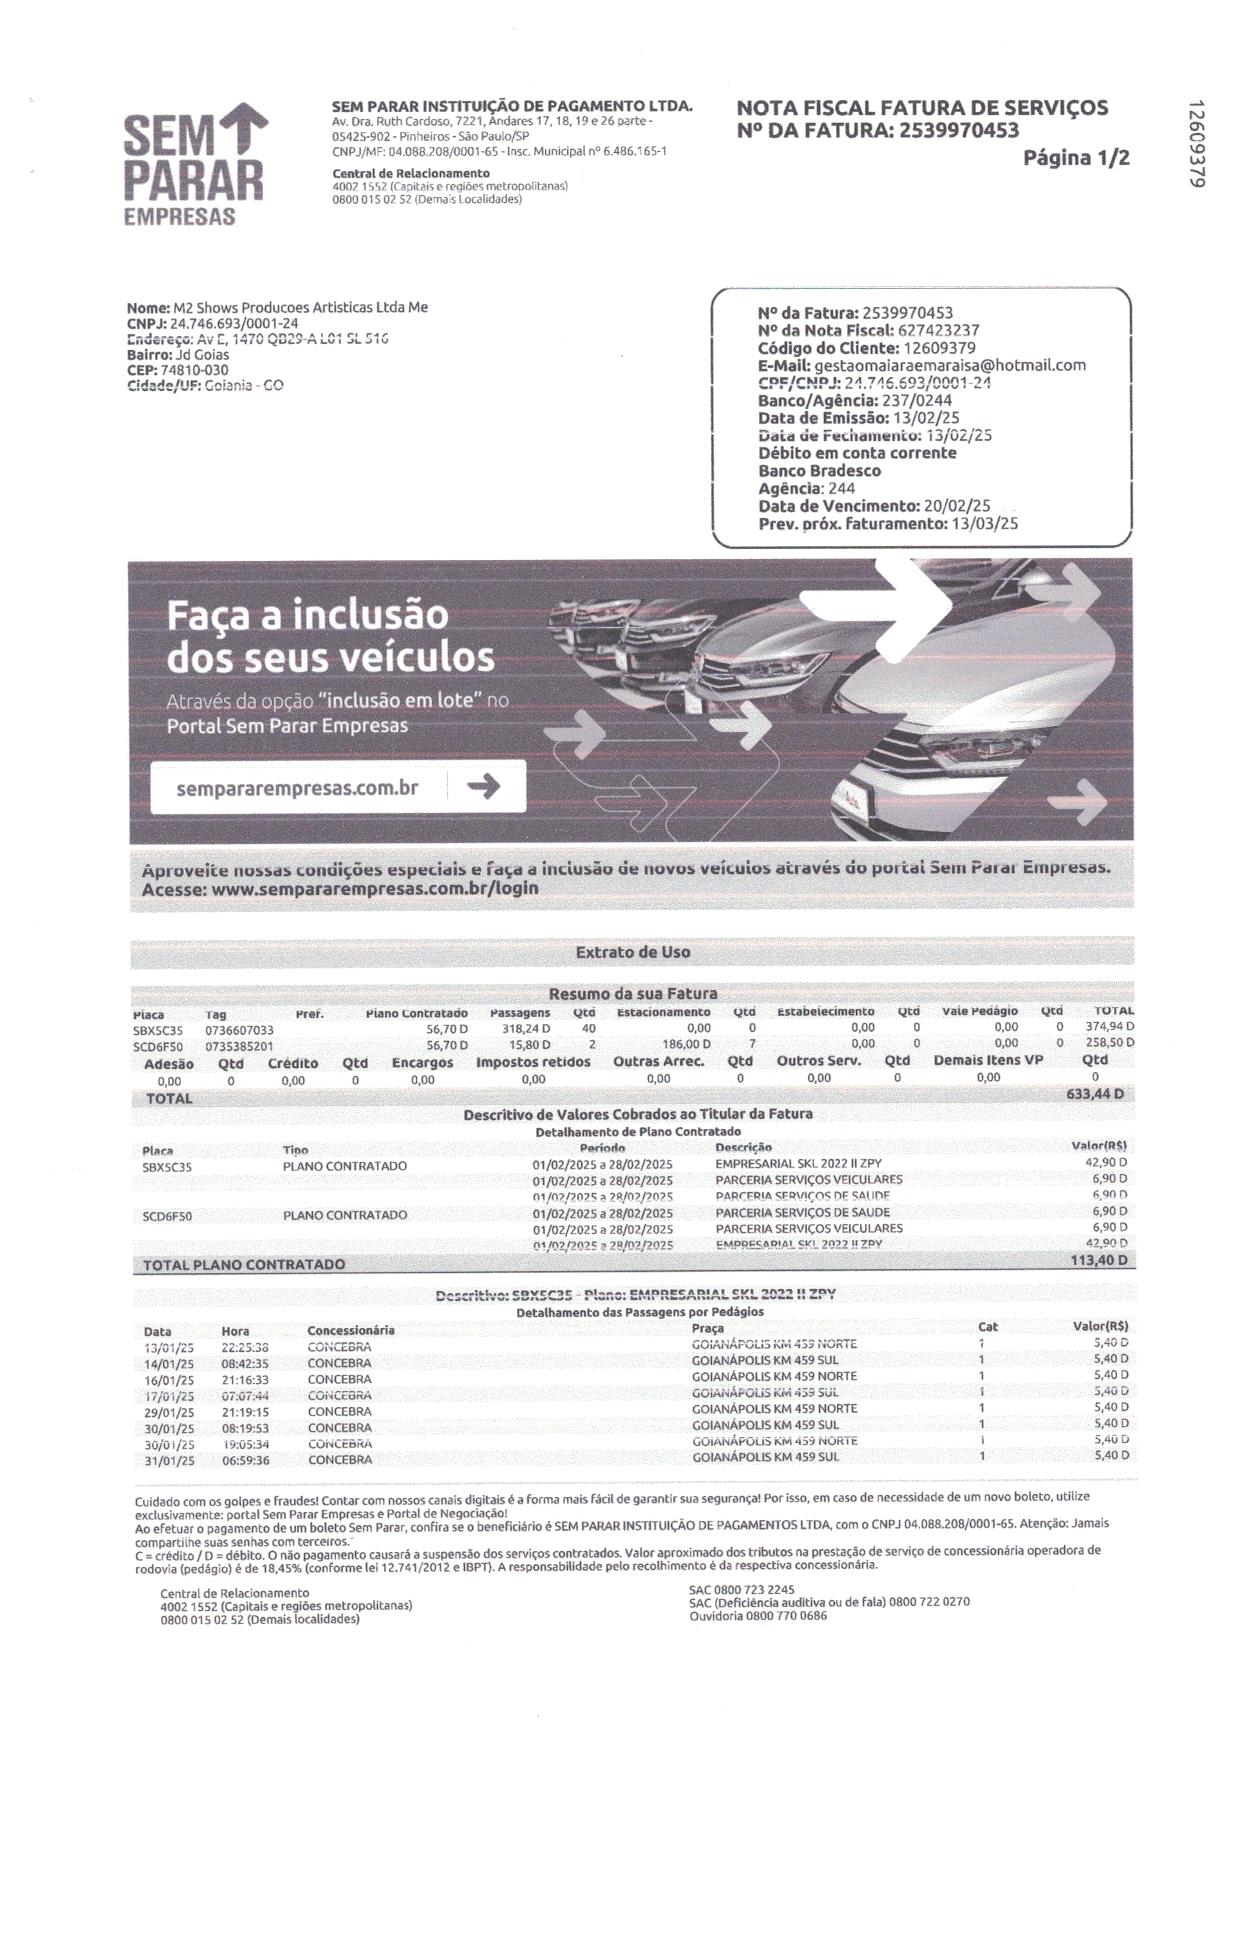 SEM PARAR EMPRESAS
SEM PARAR INSTITUIÇÃO DE PAGAMENTO LTDA.
Av. Dra. Ruth Cardoso, 7221, Andares 17, 18, 19 e 26 parte -
05425-902 - Pinheiros - São Paulo/SP
CNPJ/MF: 04.088.208/0001-65 - Insc. Municipal nº 6.486.165-1
Central de Relacionamento
4002 1552 (Capitais e regiões metropolitanas)
0800 015 02 52 (Demais Localidades)
NOTA FISCAL FATURA DE SERVIÇOS
Nº DA FATURA: 2539970453
Página 1/2
12609379
Nome: M2 Shows Producoes Artisticas Ltda Me
CNPJ: 24.746.693/0001-24
Endereço: Av E, 1470 QB29-A L01 SL 516
Bairro: Jd Goias
CEP: 74810-030
Cidade/UF: Goiania - GO
Nº da Fatura: 2539970453
Nº da Nota Fiscal: 627423237
Código do Cliente: 12609379
E-Mail: gestaomaiaraemaraisa@hotmail.com
CPF/CNPJ: 24.746.693/0001-24
Banco/Agência: 237/0244
Data de Emissão: 13/02/25
Data de Fechamento: 13/02/25
Débito em conta corrente
Banco Bradesco
Agência: 244
Data de Vencimento: 20/02/25
Prev. próx. faturamento: 13/03/25
Faça a inclusão
dos seus veículos
Através da opção "inclusão em lote" no
Portal Sem Parar Empresas
sempararempresas.com.br
Aproveite nossas condições especiais e faça a inclusão de novos veículos através do portal Sem Parar Empresas.
Acesse: www.sempararempresas.com.br/login
Extrato de Uso
Resumo da sua Fatura
Placa Tag Pref. Plano Contratado Passagens Qtd Estacionamento Qtd Estabelecimento Qtd Vale Pedágio Qtd TOTAL
SBX5C35 0736607033 56,70 D 318,24 D 40 0,00 0 0,00 0 0,00 0 374,94 D
SCD6F50 0735385201 56,70 D 15,80 D 2 186,00 D 7 0,00 0 0,00 0 258,50 D
Adesão Qtd Crédito Qtd Encargos Impostos retidos Outras Arrec. Qtd Outros Serv. Qtd Demais Itens VP Qtd
0,00 0 0,00 0 0,00 0,00 0,00 0 0,00 0 0,00 0
TOTAL 633,44 D
Descritivo de Valores Cobrados ao Titular da Fatura
Detalhamento de Plano Contratado
Placa Tipo Período Descrição Valor(R$)
SBX5C35 PLANO CONTRATADO 01/02/2025 a 28/02/2025 EMPRESARIAL SKL 2022 II ZPY 42,90 D
01/02/2025 a 28/02/2025 PARCERIA SERVIÇOS VEICULARES 6,90 D
01/02/2025 a 28/02/2025 PARCERIA SERVIÇOS DE SAUDE 6,90 D
SCD6F50 PLANO CONTRATADO 01/02/2025 a 28/02/2025 PARCERIA SERVIÇOS DE SAUDE 6,90 D
01/02/2025 a 28/02/2025 PARCERIA SERVIÇOS VEICULARES 6,90 D
01/02/2025 a 28/02/2025 EMPRESARIAL SKL 2022 II ZPY 42,90 D
TOTAL PLANO CONTRATADO 113,40 D
Descritivo: SBX5C35 - Plano: EMPRESARIAL SKL 2022 II ZPY
Detalhamento das Passagens por Pedágios
Data Hora Concessionária Praça Cat Valor(R$)
13/01/25 22:25:38 CONCEBRA GOIANÁPOLIS KM 459 NORTE 1 5,40 D
14/01/25 08:42:35 CONCEBRA GOIANÁPOLIS KM 459 SUL 1 5,40 D
16/01/25 21:16:33 CONCEBRA GOIANÁPOLIS KM 459 NORTE 1 5,40 D
17/01/25 07:07:44 CONCEBRA GOIANÁPOLIS KM 459 SUL 1 5,40 D
29/01/25 21:19:15 CONCEBRA GOIANÁPOLIS KM 459 NORTE 1 5,40 D
30/01/25 08:19:53 CONCEBRA GOIANÁPOLIS KM 459 SUL 1 5,40 D
30/01/25 19:05:34 CONCEBRA GOIANÁPOLIS KM 459 NORTE 1 5,40 D
31/01/25 06:59:36 CONCEBRA GOIANÁPOLIS KM 459 SUL 1 5,40 D
Cuidado com os golpes e fraudes! Contar com nossos canais digitais é a forma mais fácil de garantir sua segurança! Por isso, em caso de necessidade de um novo boleto, utilize
exclusivamente: portal Sem Parar Empresas e Portal de Negociação!
Ao efetuar o pagamento de um boleto Sem Parar, confira se o beneficiário é SEM PARAR INSTITUIÇÃO DE PAGAMENTOS LTDA, com o CNPJ 04.088.208/0001-65. Atenção: Jamais
compartilhe suas senhas com terceiros.
C = crédito / D = débito. O não pagamento causará a suspensão dos serviços contratados. Valor aproximado dos tributos na prestação de serviço de concessionária operadora de
rodovia (pedágio) é de 18,45% (conforme lei 12.741/2012 e IBPT). A responsabilidade pelo recolhimento é da respectiva concessionária.
Central de Relacionamento
4002 1552 (Capitais e regiões metropolitanas)
0800 015 02 52 (Demais localidades)
SAC 0800 723 2245
SAC (Deficiência auditiva ou de fala) 0800 722 0270
Ouvidoria 0800 770 0686